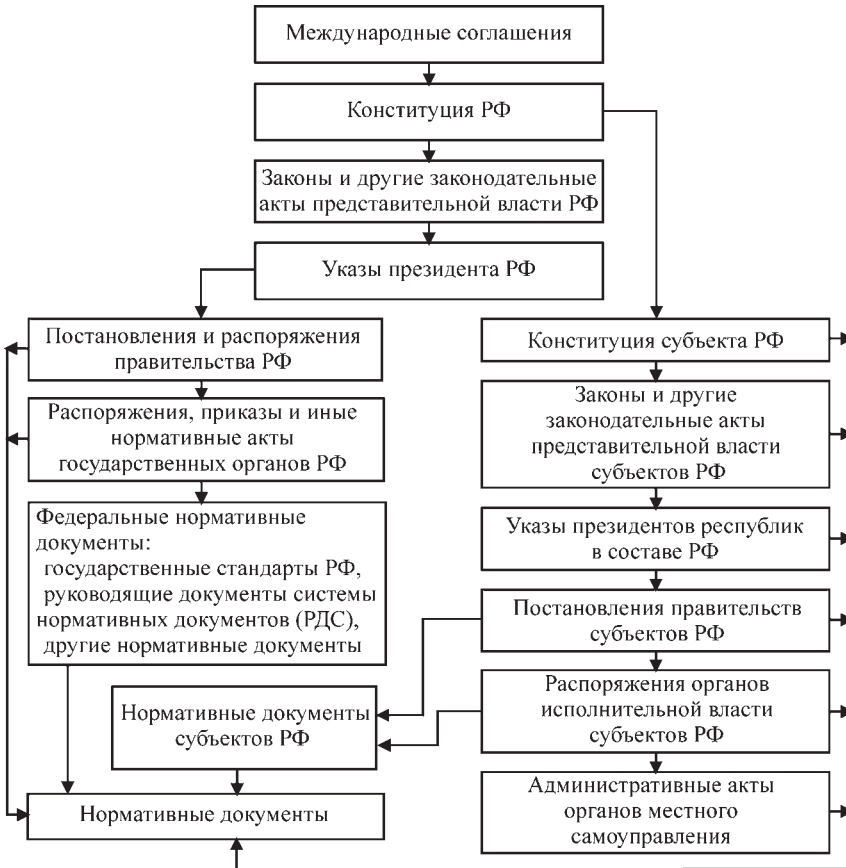 Международные соглашения
Конституция РФ
Законы и другие законодательные
акты представительной власти РФ
Указы президента РФ
Постановления и распоряжения
правительства РФ
Распоряжения, приказы и иные
нормативные акты
государственных органов РФ
Федеральные нормативные
документы:
государственные стандарты РФ,
руководящие документы системы
нормативных документов (РДС),
другие нормативные документы
Нормативные документы
субъектов РФ
Нормативные документы
Конституция субъекта РФ
Законы и другие
законодательные акты
представительной власти
субъектов РФ
Указы президентов республик
в составе РФ
Постановления правительств
субъектов РФ
Распоряжения органов
исполнительной власти
субъектов РФ
Административные акты
органов местного
самоуправления